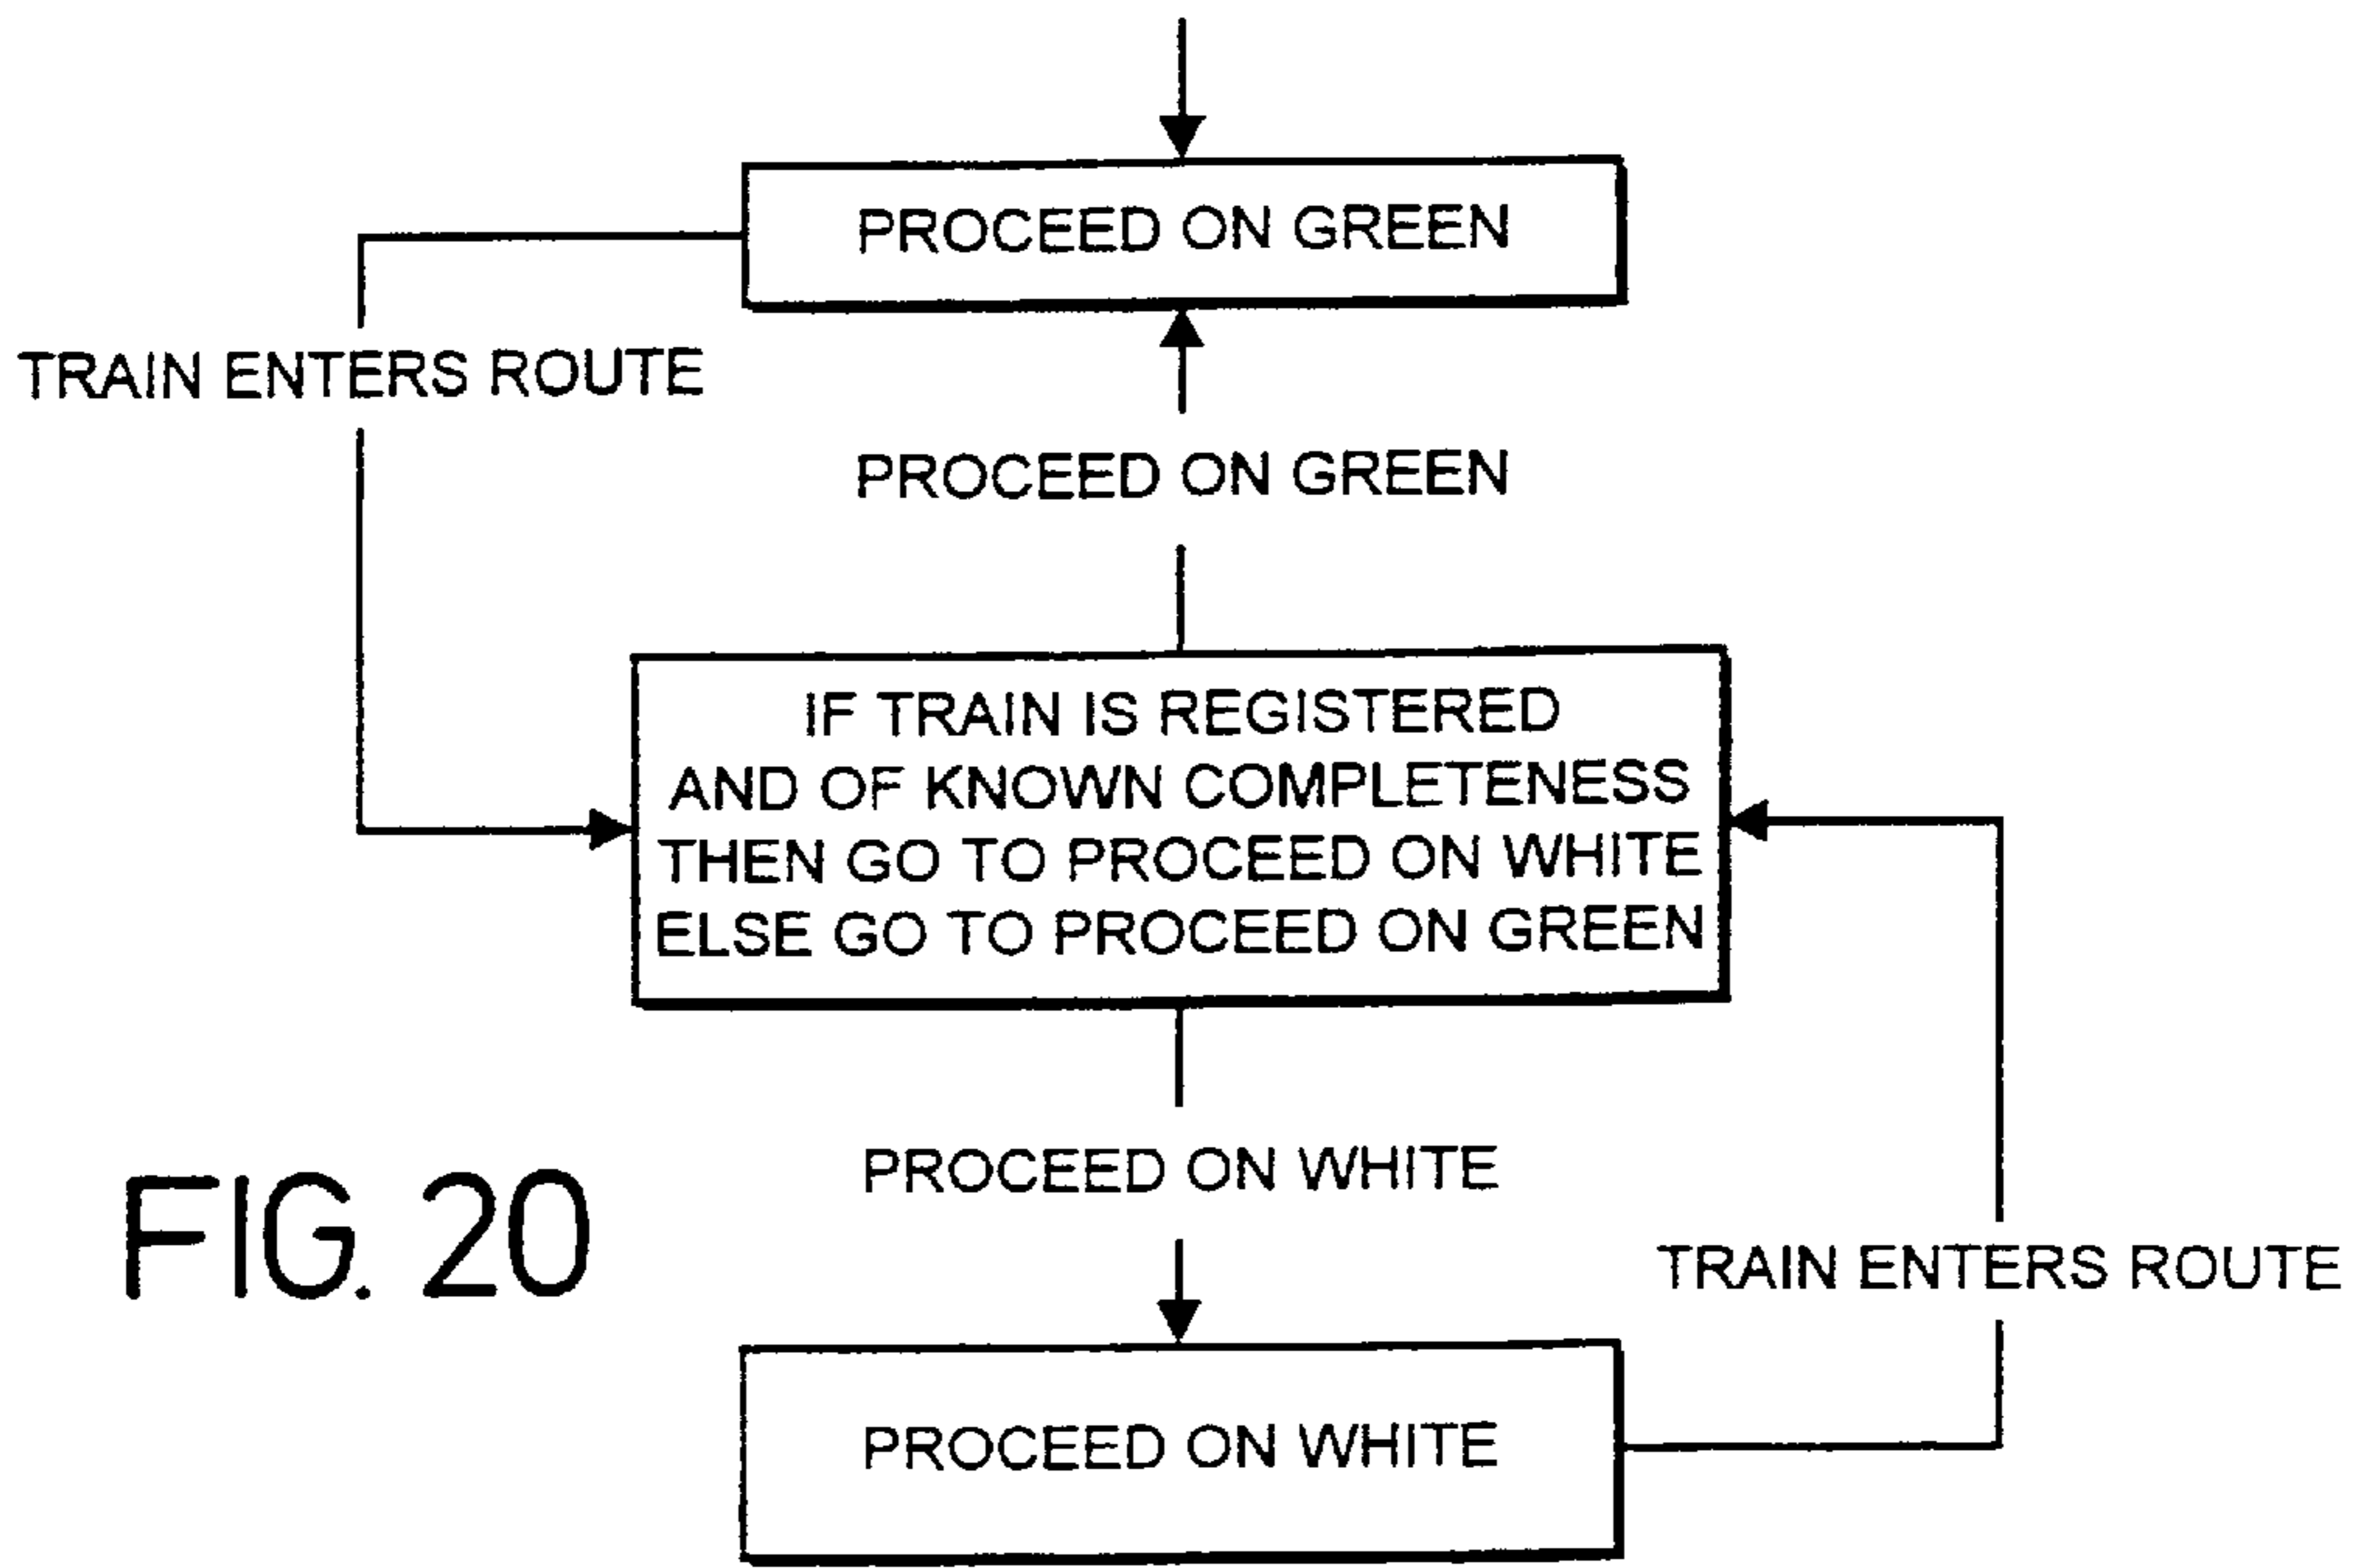 PROCEED ON GREEN
TRAIN ENTERS ROUTE
PROCEED ON GREEN
IF TRAIN IS REGISTERED
AND OF KNOWN COMPLETENESS
THEN GO TO PROCEED ON WHITE
ELSE GO TO PROCEED ON GREEN
PROCEED ON WHITE
FIG. 20
TRAIN ENTERS ROUTE
PROCEED ON WHITE